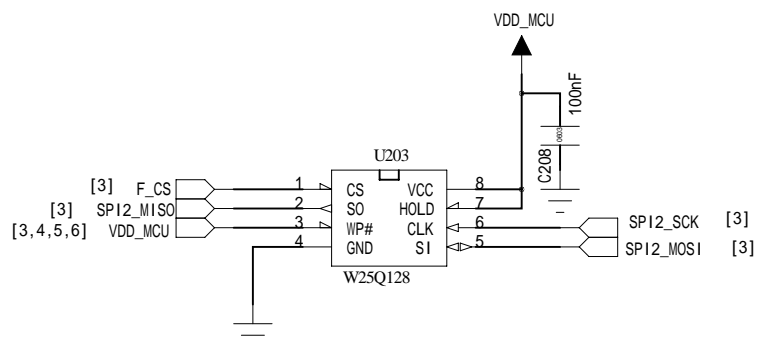 VDD_MCU
100nF
0603
C208
U203
[3] F_CS 1 CS VCC 8
[3] SPI2_MISO 2 SO HOLD 7
[3,4,5,6] VDD_MCU 3 WP# CLK 6 SPI2_SCK [3]
4 GND SI 5 SPI2_MOSI [3]
W25Q128